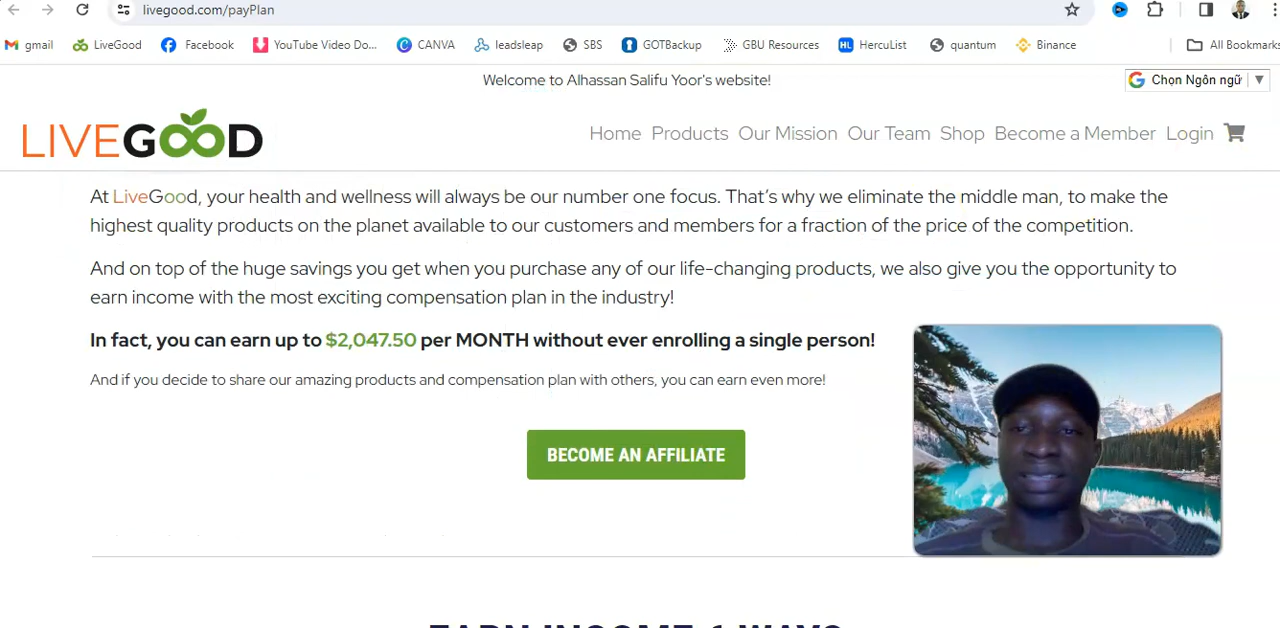 livegood.com/payPlan
gmail LiveGood Facebook YouTube Video Do... CANVA leadsleap SBS GOTBackup GBU Resources HercuList quantum Binance All Bookmarks
Welcome to Alhassan Salifu Yoor's website!
Chọn Ngôn ngữ
LIVEGOOD
Home Products Our Mission Our Team Shop Become a Member Login
At LiveGood, your health and wellness will always be our number one focus. That's why we eliminate the middle man, to make the
highest quality products on the planet available to our customers and members for a fraction of the price of the competition.
And on top of the huge savings you get when you purchase any of our life-changing products, we also give you the opportunity to
earn income with the most exciting compensation plan in the industry!
In fact, you can earn up to $2,047.50 per MONTH without ever enrolling a single person!
And if you decide to share our amazing products and compensation plan with others, you can earn even more!
BECOME AN AFFILIATE
EARN INCOME 6 WAYS